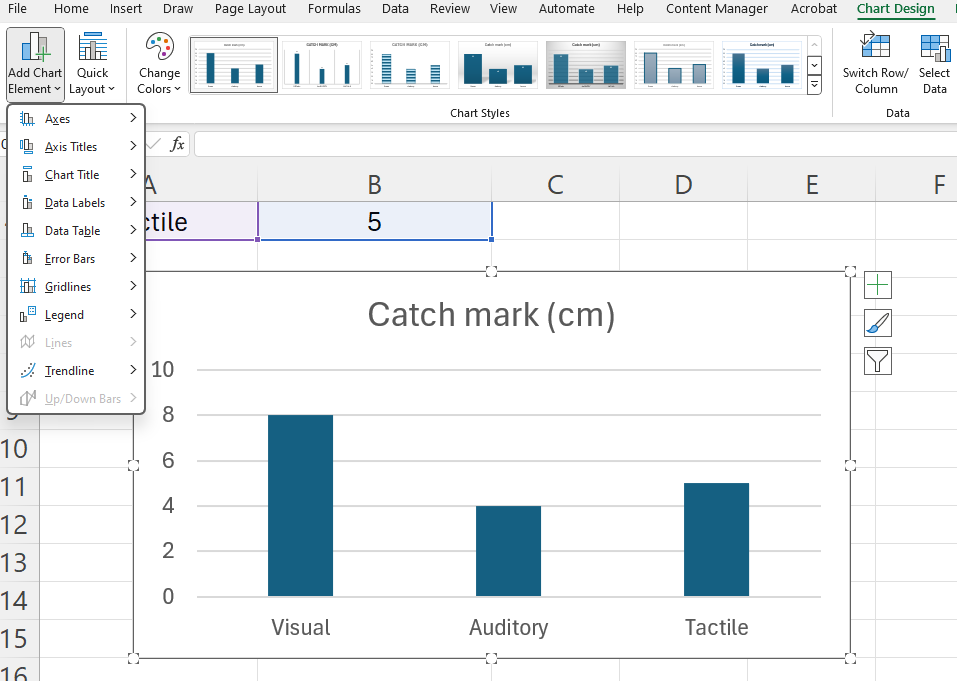 File Home Insert Draw Page Layout Formulas Data Review View Automate Help Content Manager Acrobat Chart Design
Add Chart Element
Quick Layout
Change Colors
Chart Styles
Switch Row/ Column
Select Data
Data
fx
Axes
Axis Titles
Chart Title
Data Labels
Data Table
Error Bars
Gridlines
Legend
Lines
Trendline
Up/Down Bars
A B C D E F
ctile 5
9
10
11
12
13
14
15
16
Catch mark (cm)
10
8
6
4
2
0
Visual Auditory Tactile